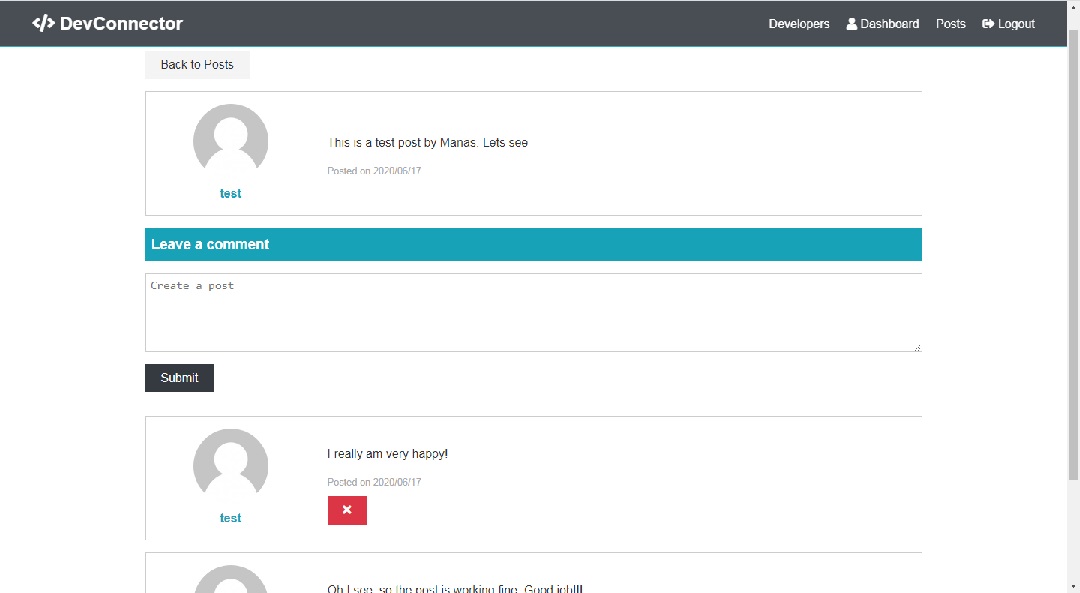 </> DevConnector
Developers Dashboard Posts Logout
Back to Posts
This is a test post by Manas. Lets see
Posted on 2020/06/17
test
Leave a comment
Create a post
Submit
I really am very happy!
Posted on 2020/06/17
test
Oh I see, so the post is working fine. Good job!!!